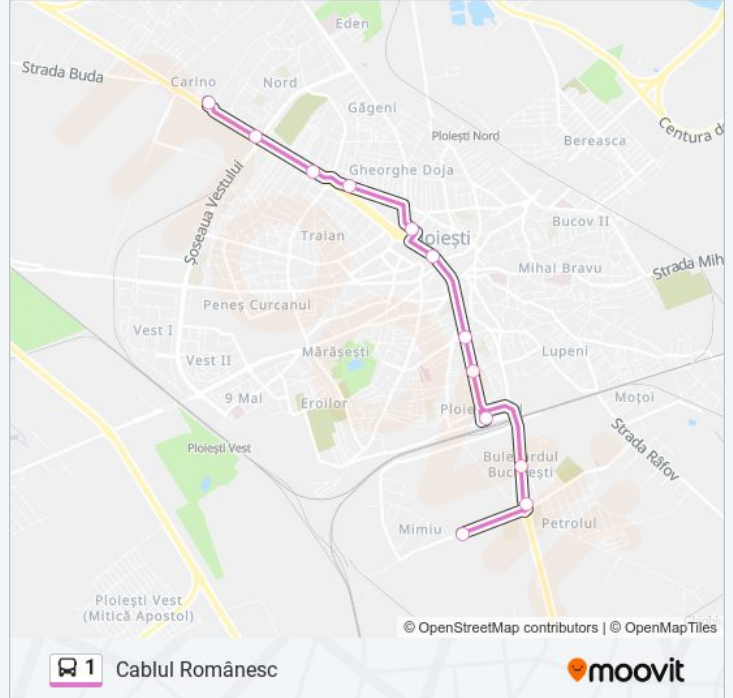 Eden
Strada Buda
Carino
Nord
Găgeni
Ploiești Nord
Centura d
Bereasca
Gheorghe Doja
Șoseaua Vestului
Traian
oiești
Bucov II
Mihai Bravu
Strada Mih
Peneș Curcanul
Vest I
Mărășești
Vest II
Lupeni
9 Mai
Eroilor
Ploie
Moțoi
Ploiești Vest
Bulevardul
București
Strada Râfov
Mimiu
Petrolul
Ploiești Vest
(Mitică Apostol)
© OpenStreetMap contributors | © OpenMapTiles
1 Cablul Românesc
moovit